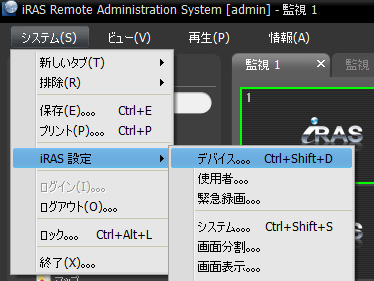 iRAS Remote Administration System [admin] - 監視 1
システム(S) ビュー(V) 再生(P) 情報(A)
新しいタブ(T)
排除(R)
保存(E)。。。 Ctrl+E
プリント(P)。。。 Ctrl+P
iRAS 設定
ログイン(I)。。。
ログアウト(O)。。。
ロック。。。 Ctrl+Alt+L
終了(X)。。。
マップ
デバイス。。。 Ctrl+Shift+D
使用者。。。
緊急録画。。。
システム。。。 Ctrl+Shift+S
画面分割。。。
画面表示。。。
監視 1
監視
1
iRAS